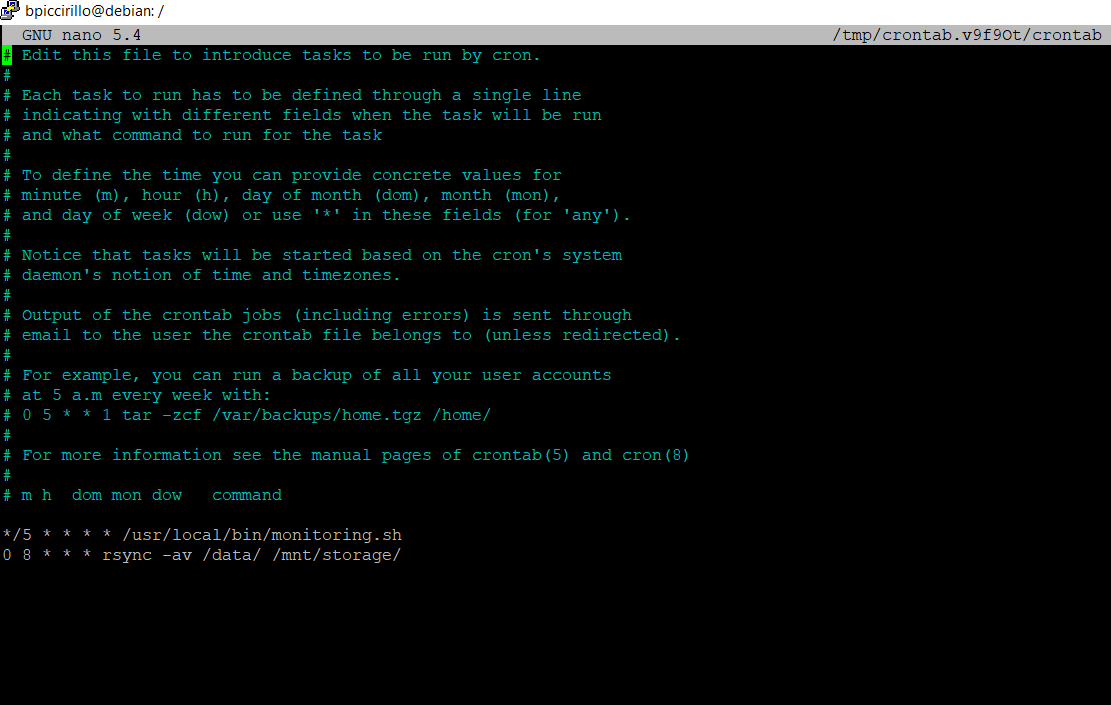 bpiccirillo@debian: /
GNU nano 5.4 /tmp/crontab.v9f9Ot/crontab
# Edit this file to introduce tasks to be run by cron.
#
# Each task to run has to be defined through a single line
# indicating with different fields when the task will be run
# and what command to run for the task
#
# To define the time you can provide concrete values for
# minute (m), hour (h), day of month (dom), month (mon),
# and day of week (dow) or use '*' in these fields (for 'any').
#
# Notice that tasks will be started based on the cron's system
# daemon's notion of time and timezones.
#
# Output of the crontab jobs (including errors) is sent through
# email to the user the crontab file belongs to (unless redirected).
#
# For example, you can run a backup of all your user accounts
# at 5 a.m every week with:
# 0 5 * * 1 tar -zcf /var/backups/home.tgz /home/
#
# For more information see the manual pages of crontab(5) and cron(8)
#
# m h  dom mon dow   command
*/5 * * * * /usr/local/bin/monitoring.sh
0 8 * * * rsync -av /data/ /mnt/storage/